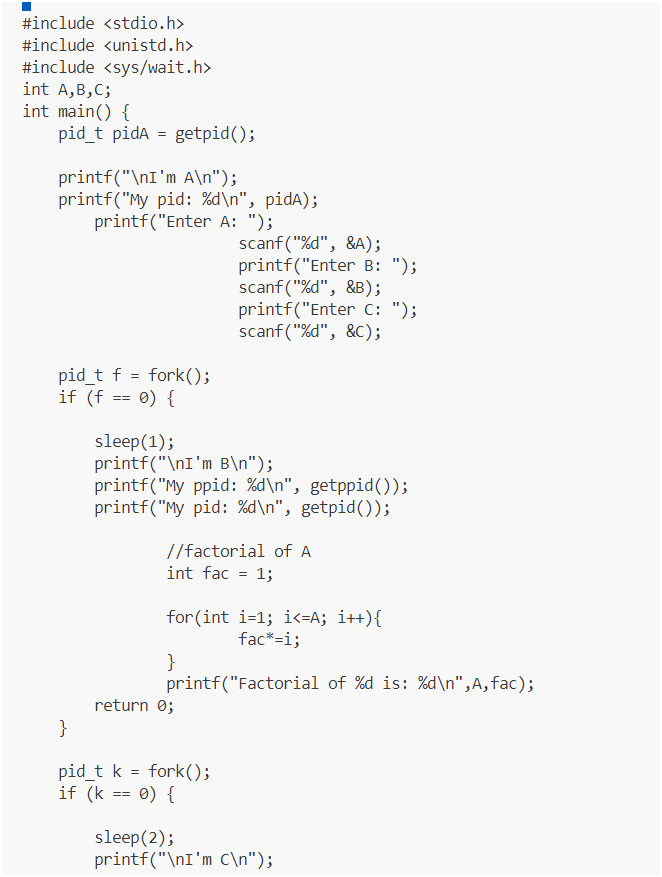 #include <stdio.h>
#include <unistd.h>
#include <sys/wait.h>
int A,B,C;
int main() {
    pid_t pidA = getpid();

    printf("\nI'm A\n");
    printf("My pid: %d\n", pidA);
        printf("Enter A: ");
                        scanf("%d", &A);
                        printf("Enter B: ");
                        scanf("%d", &B);
                        printf("Enter C: ");
                        scanf("%d", &C);

    pid_t f = fork();
    if (f == 0) {

        sleep(1);
        printf("\nI'm B\n");
        printf("My ppid: %d\n", getppid());
        printf("My pid: %d\n", getpid());

                //factorial of A
                int fac = 1;

                for(int i=1; i<=A; i++){
                        fac*=i;
                }
                printf("Factorial of %d is: %d\n",A,fac);
        return 0;
    }

    pid_t k = fork();
    if (k == 0) {

        sleep(2);
        printf("\nI'm C\n");